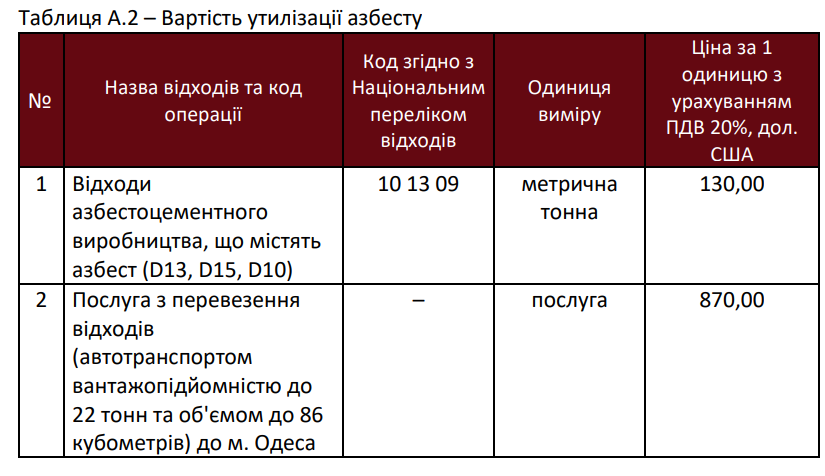 Таблиця А.2 – Вартість утилізації азбесту
№
Назва відходів та код
операції
Код згідно з
Національним
переліком
відходів
Одиниця
виміру
Ціна за 1
одиницю з
урахуванням
ПДВ 20%, дол.
США
1
Відходи
азбестоцементного
виробництва, що містять
азбест (D13, D15, D10)
10 13 09
метрична
тонна
130,00
2
Послуга з перевезення
відходів
(автотранспортом
вантажопідйомністю до
22 тонн та об'ємом до 86
кубометрів) до м. Одеса
–
послуга
870,00